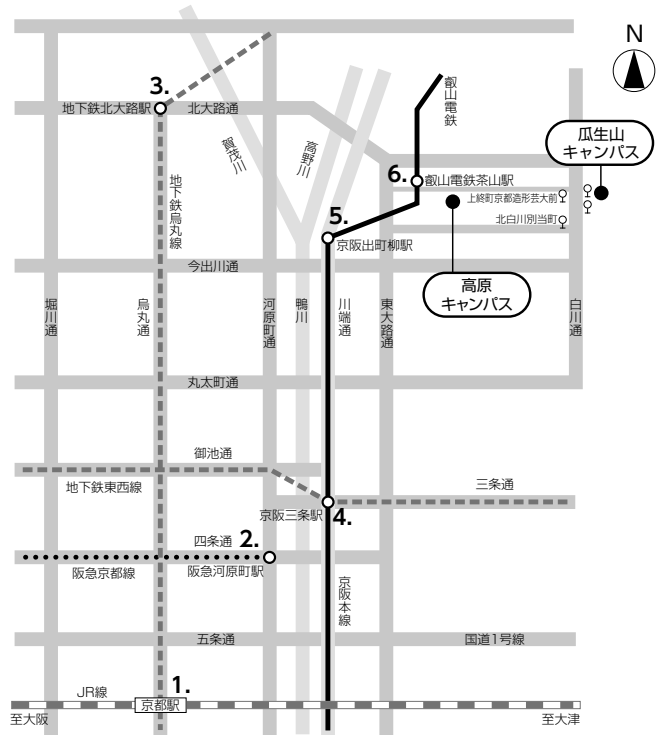 N
3.
地下鉄北大路駅
北大路通
賀茂川
高野川
叡山電鉄
瓜生山
キャンパス
6.
叡山電鉄茶山駅
上終町京都造形芸大前
北白川別当町
地下鉄烏丸線
5.
京阪出町柳駅
今出川通
高原
キャンパス
堀川通
烏丸通
河原町通
鴨川
川端通
東大路通
白川通
丸太町通
御池通
地下鉄東西線
三条通
京阪三条駅
4.
四条通
2.
阪急京都線
阪急河原町駅
京阪本線
五条通
国道1号線
1.
JR線
京都駅
至大阪
至大津